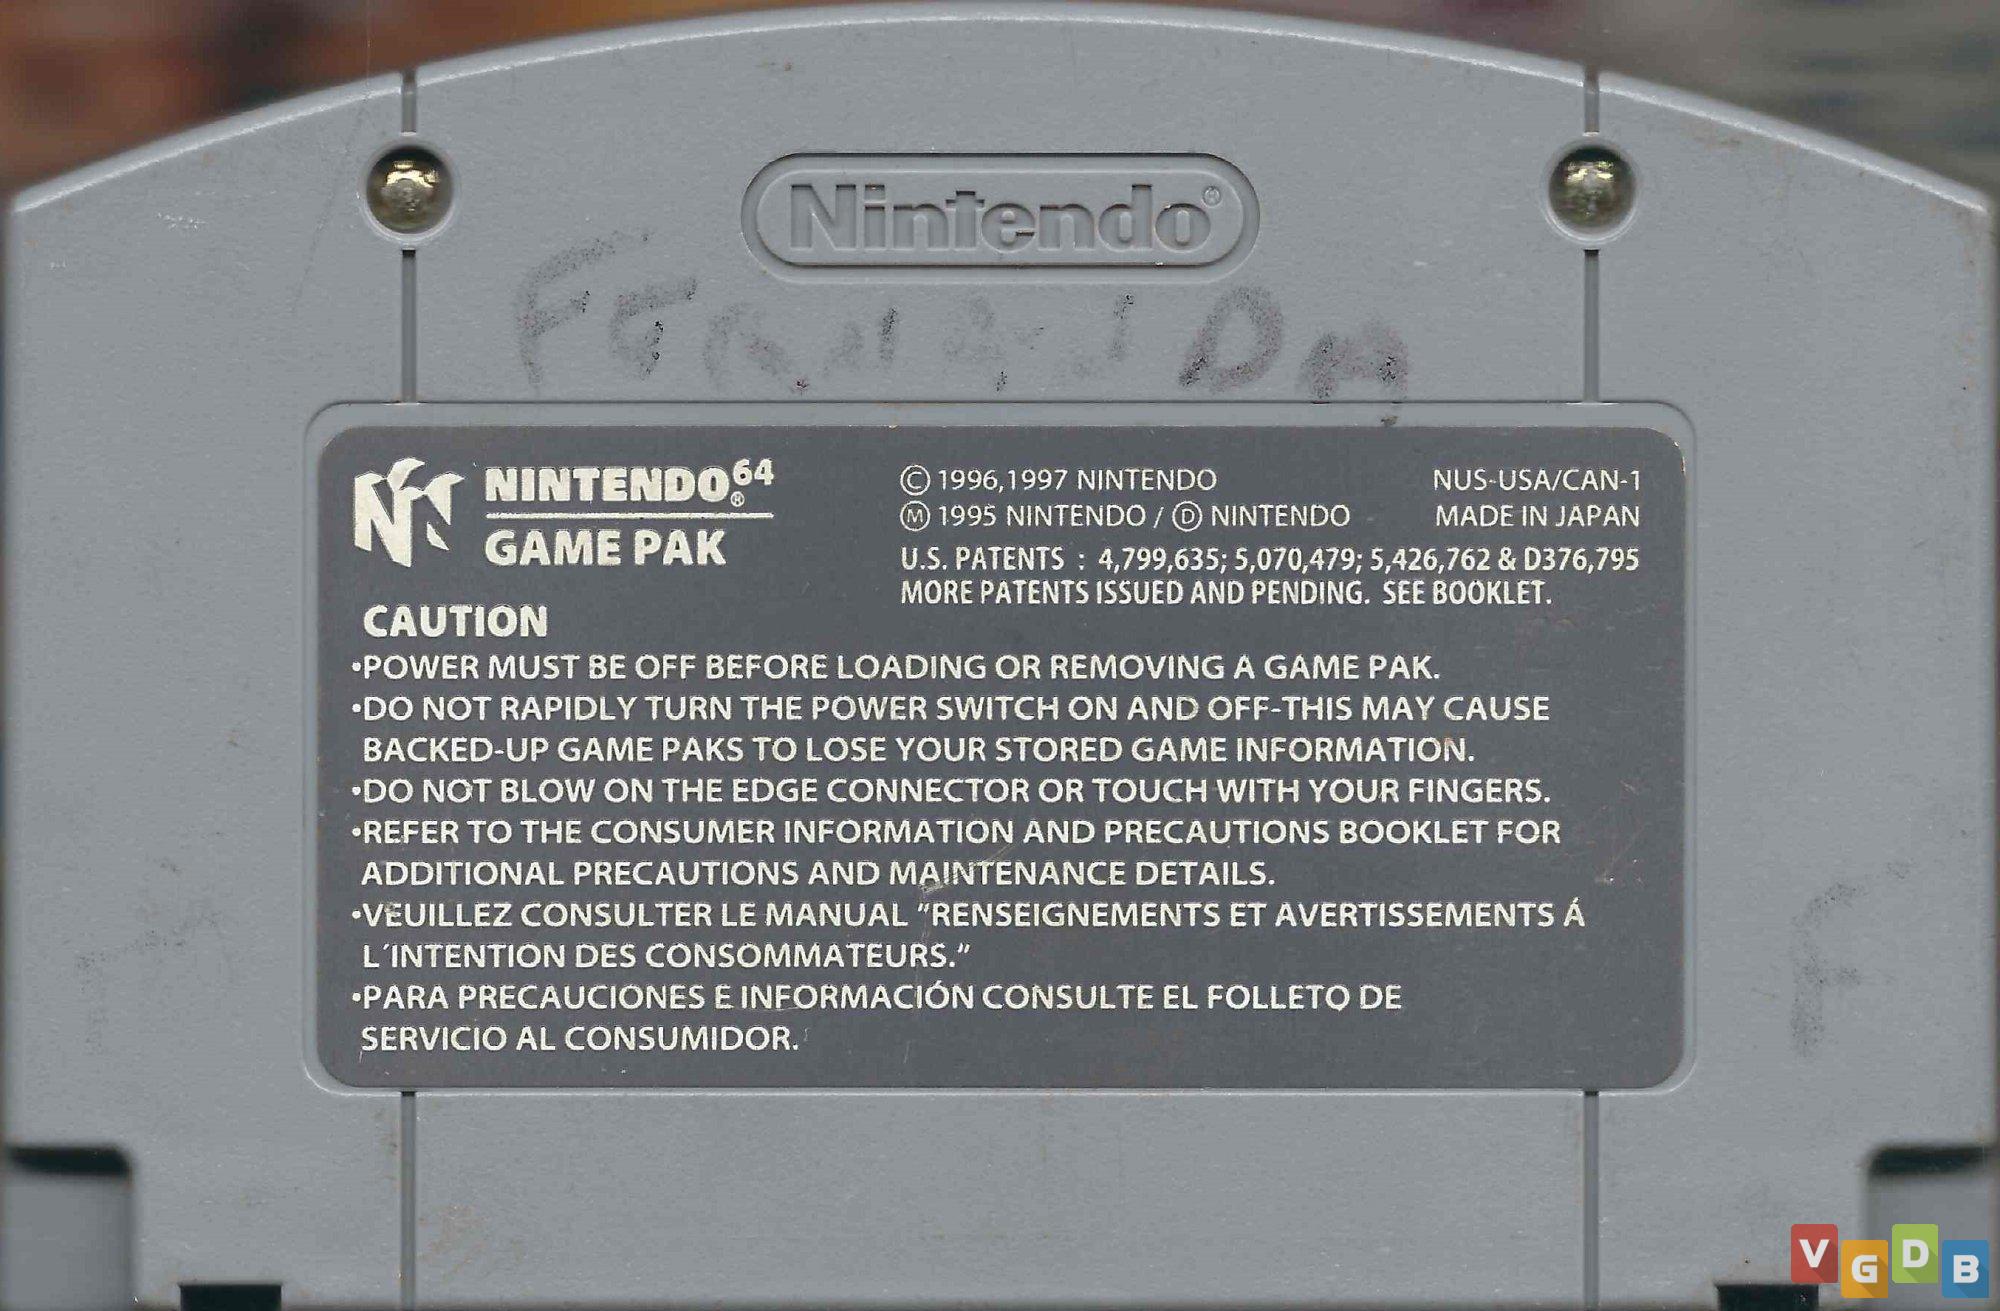 Nintendo®
NINTENDO⁶⁴®
GAME PAK
© 1996,1997 NINTENDO
Ⓜ 1995 NINTENDO / Ⓓ NINTENDO
NUS-USA/CAN-1
MADE IN JAPAN
U.S. PATENTS : 4,799,635; 5,070,479; 5,426,762 & D376,795
MORE PATENTS ISSUED AND PENDING. SEE BOOKLET.
CAUTION
•POWER MUST BE OFF BEFORE LOADING OR REMOVING A GAME PAK.
•DO NOT RAPIDLY TURN THE POWER SWITCH ON AND OFF-THIS MAY CAUSE
BACKED-UP GAME PAKS TO LOSE YOUR STORED GAME INFORMATION.
•DO NOT BLOW ON THE EDGE CONNECTOR OR TOUCH WITH YOUR FINGERS.
•REFER TO THE CONSUMER INFORMATION AND PRECAUTIONS BOOKLET FOR
ADDITIONAL PRECAUTIONS AND MAINTENANCE DETAILS.
•VEUILLEZ CONSULTER LE MANUAL "RENSEIGNEMENTS ET AVERTISSEMENTS Á
L´INTENTION DES CONSOMMATEURS."
•PARA PRECAUCIONES E INFORMACIÓN CONSULTE EL FOLLETO DE
SERVICIO AL CONSUMIDOR.
F
VGDB